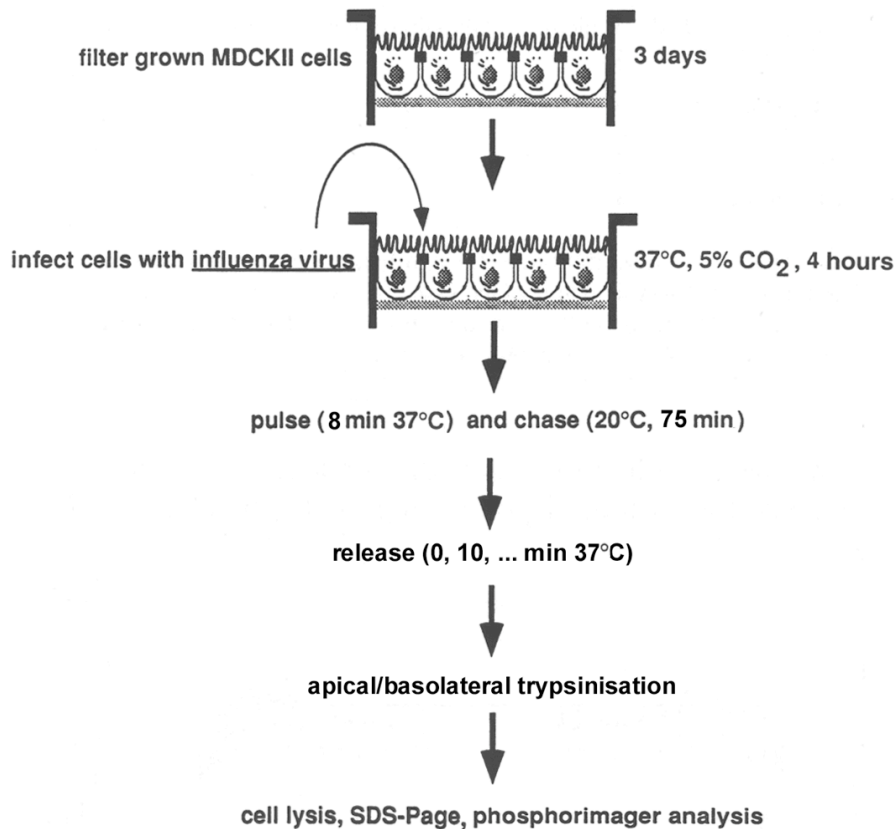 filter grown MDCKII cells 3 days
infect cells with influenza virus 37°C, 5% CO₂, 4 hours
pulse (8 min 37°C) and chase (20°C, 75 min)
release (0, 10, ... min 37°C)
apical/basolateral trypsinisation
cell lysis, SDS-Page, phosphorimager analysis